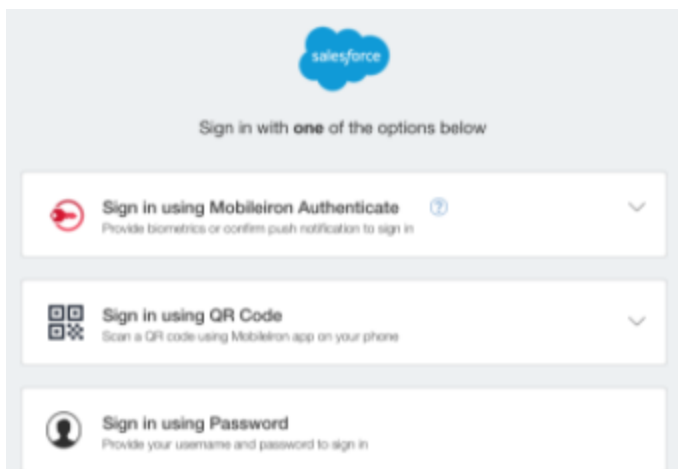 salesforce
Sign in with one of the options below
Sign in using Mobileiron Authenticate ?
Provide biometrics or confirm push notification to sign in
Sign in using QR Code
Scan a QR code using MobileIron app on your phone
Sign in using Password
Provide your username and password to sign in